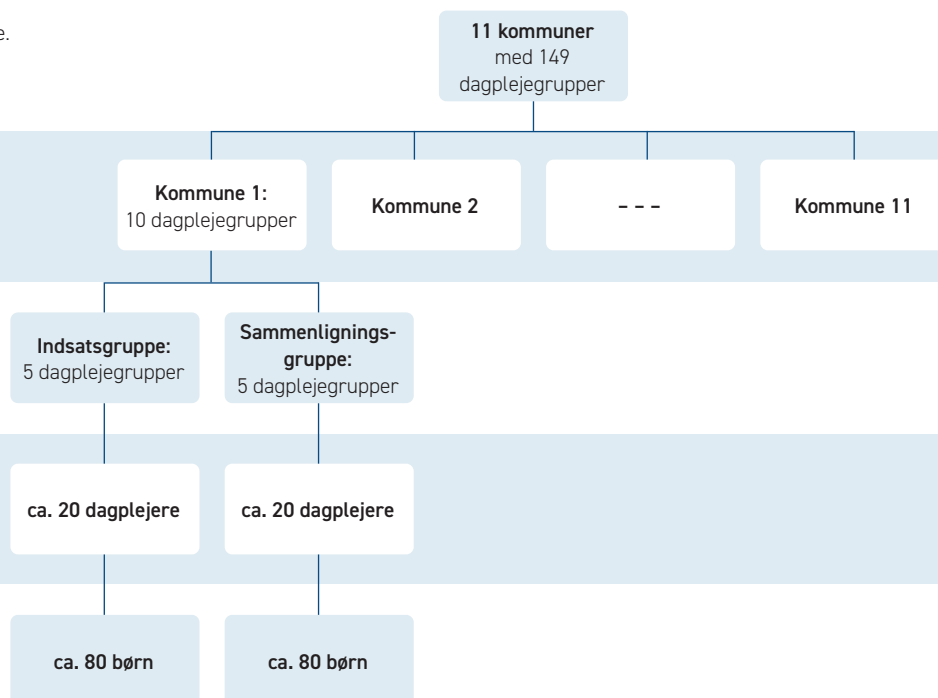 e.
11 kommuner
med 149
dagplejegrupper
Kommune 1:
10 dagplejegrupper
Kommune 2
– – –
Kommune 11
Indsatsgruppe:
5 dagplejegrupper
Sammenlignings-
gruppe:
5 dagplejegrupper
ca. 20 dagplejere
ca. 20 dagplejere
ca. 80 børn
ca. 80 børn